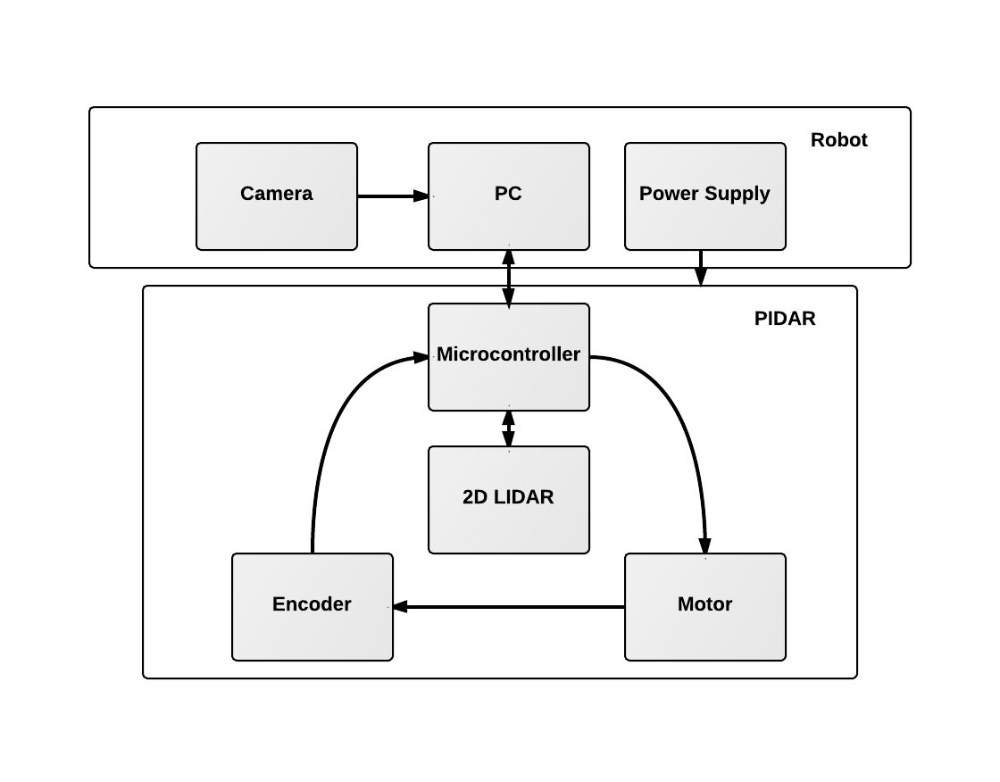 Robot
Camera
PC
Power Supply
PIDAR
Microcontroller
2D LIDAR
Encoder
Motor